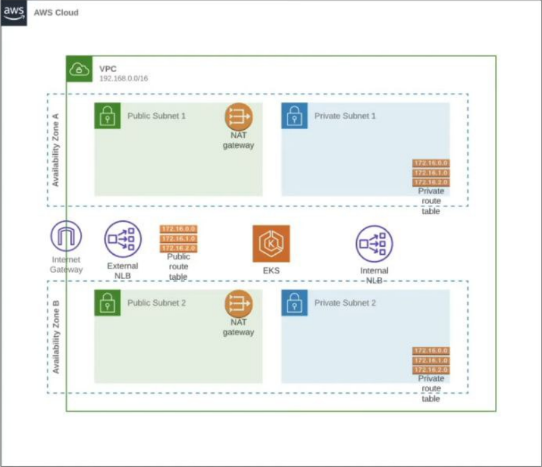 aws
AWS Cloud
VPC
192.168.0.0/16
Availability Zone A
Public Subnet 1
NAT
gateway
Private Subnet 1
172.16.0.0
172.16.1.0
172.16.2.0
Private
route
table
Internet
Gateway
External
NLB
172.16.0.0
172.16.1.0
172.16.2.0
Public
route
table
EKS
Internal
NLB
Availability Zone B
Public Subnet 2
NAT
gateway
Private Subnet 2
172.16.0.0
172.16.1.0
172.16.2.0
Private
route
table